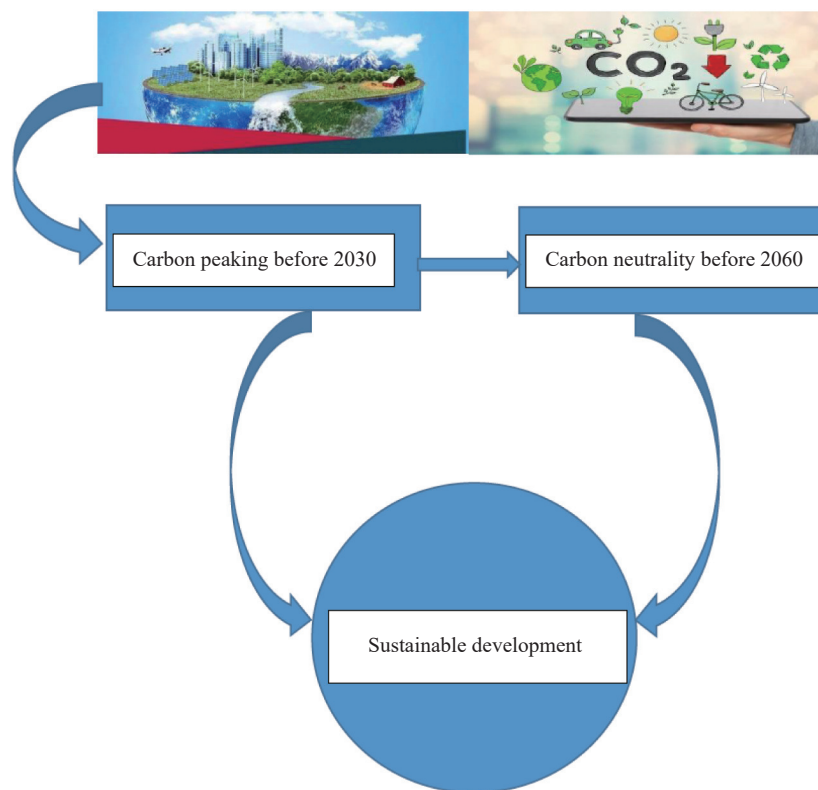 CO₂
Carbon peaking before 2030
Carbon neutrality before 2060
Sustainable development